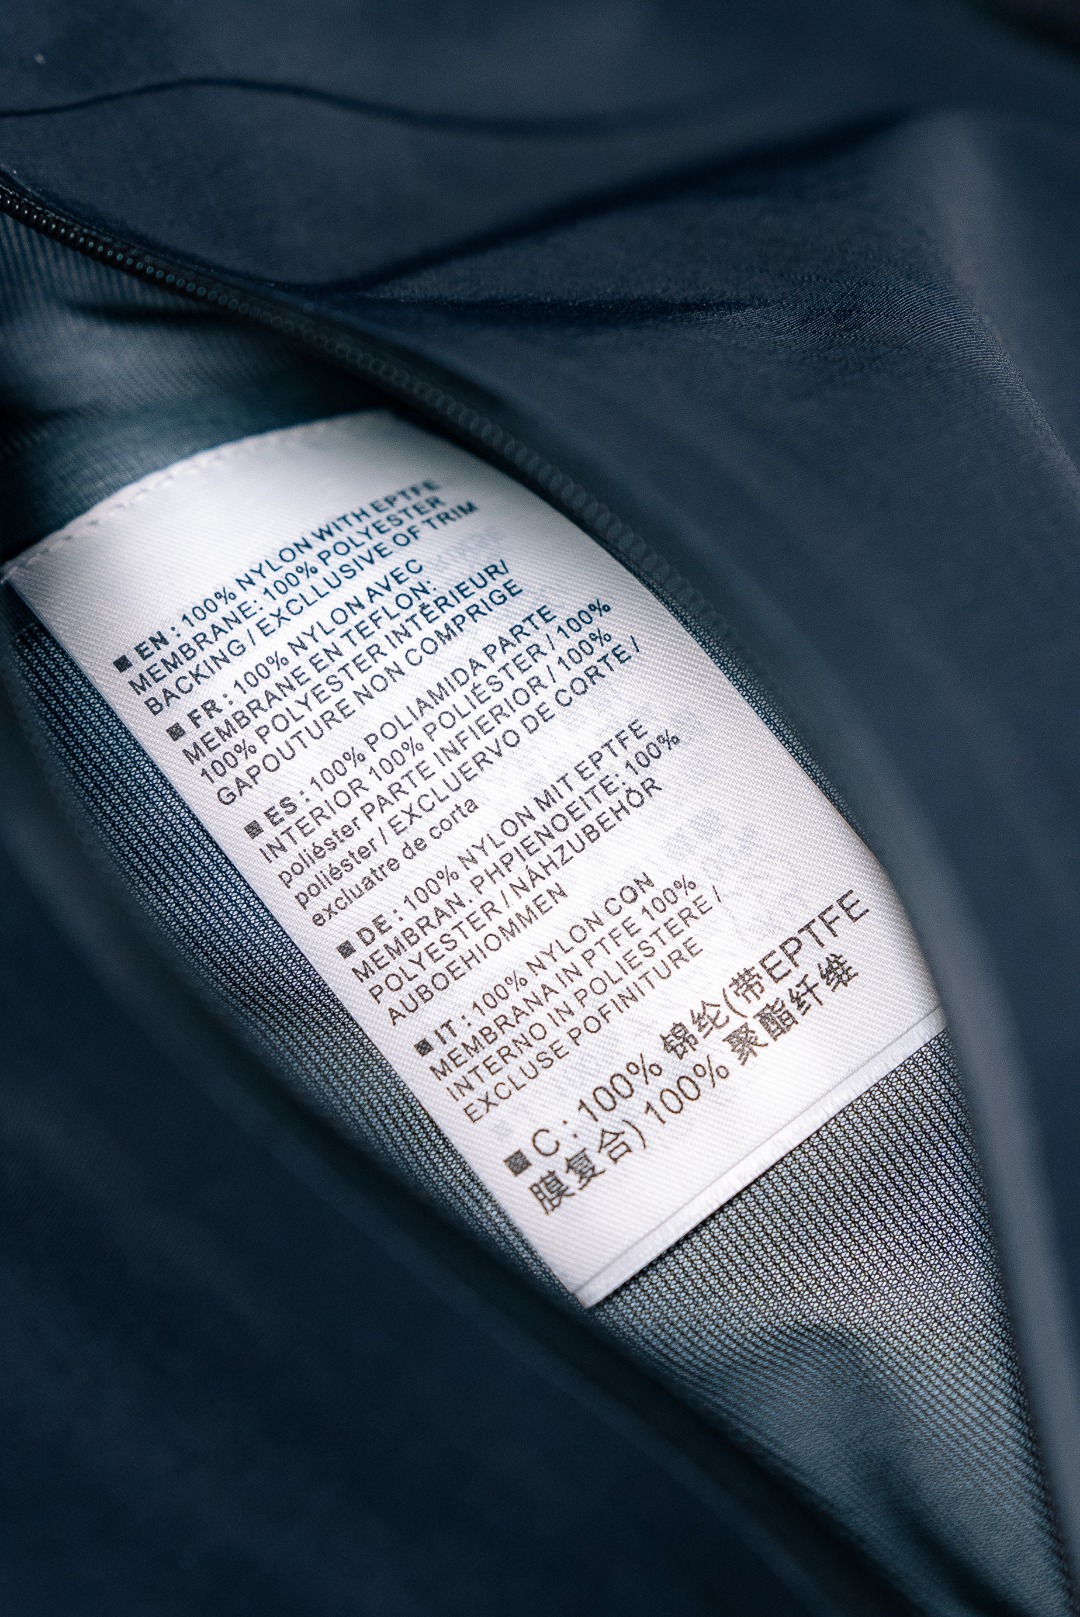 ■ EN : 100% NYLON WITH EPTFE
MEMBRANE: 100% POLYESTER
BACKING / EXCLLUSIVE OF TRIM
■ FR : 100% NYLON AVEC
MEMBRANE EN TEFLON:
100% POLYESTER INTÉRIEUR/
GAPOUTURE NON COMPRIGE
■ ES : 100% POLIAMIDA PARTE
INTERIOR 100% POLIÉSTER / 100%
poliéster PARTE INFIERIOR / 100%
poliéster / EXCLUERVO DE CORTE /
excluatre de corta
■ DE : 100% NYLON MIT EPTFE
MEMBRAN. PHPIENOEITE: 100%
POLYESTER / NÁHZUBEHÖR
AUBOEHIOMMEN
■ IT : 100% NYLON CON
MEMBRANA IN PTFE 100%
INTERNO IN POLIESTERE /
EXCLUSE POFINITURE
■ C : 100% 锦纶(带EPTFE
膜复合) 100% 聚酯纤维